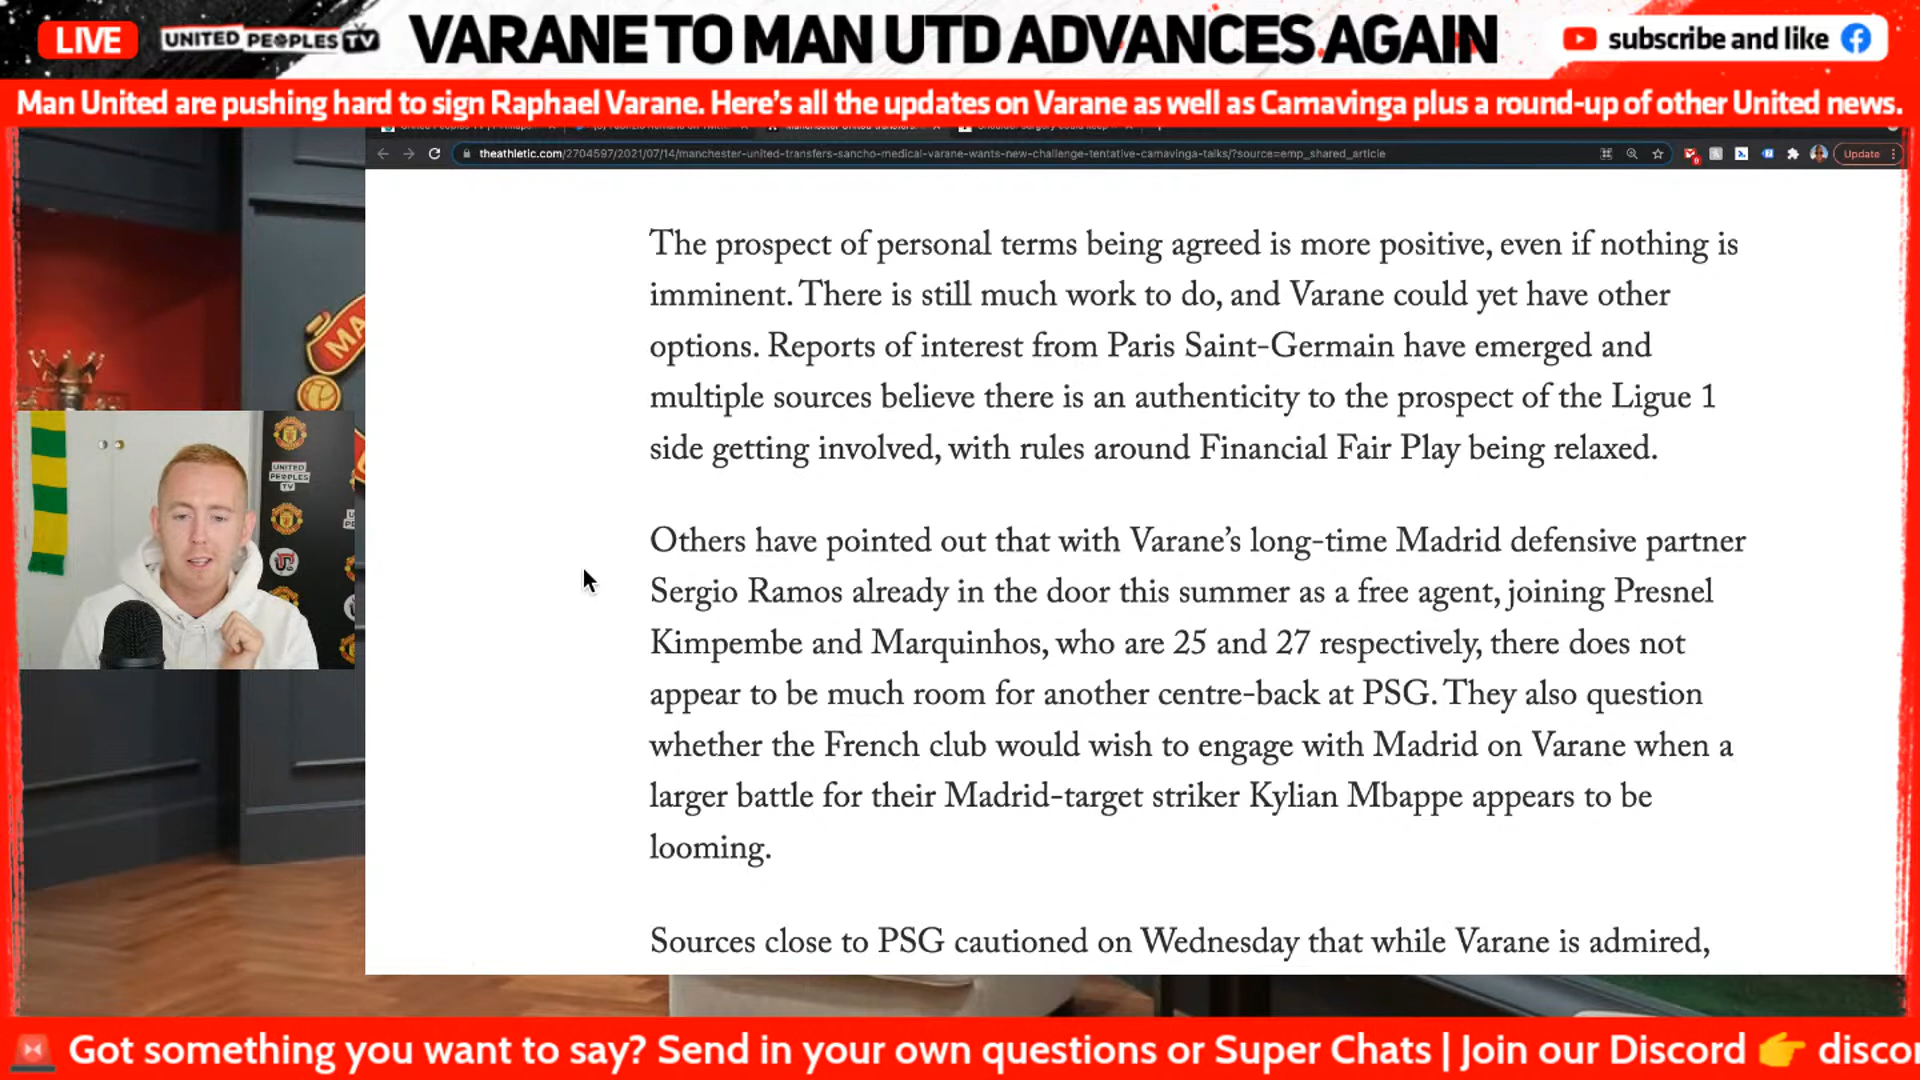 LIVE
UNITED PEOPLES TV
VARANE TO MAN UTD ADVANCES AGAIN
subscribe and like
Man United are pushing hard to sign Raphael Varane. Here's all the updates on Varane as well as Camavinga plus a round-up of other United news.
theathletic.com/2704597/2021/07/14/manchester-united-transfers-sancho-medical-varane-wants-new-challenge-tentative-camavinga-talks/?source=emp_shared_article
Update
The prospect of personal terms being agreed is more positive, even if nothing is
imminent. There is still much work to do, and Varane could yet have other
options. Reports of interest from Paris Saint-Germain have emerged and
multiple sources believe there is an authenticity to the prospect of the Ligue 1
side getting involved, with rules around Financial Fair Play being relaxed.
Others have pointed out that with Varane's long-time Madrid defensive partner
Sergio Ramos already in the door this summer as a free agent, joining Presnel
Kimpembe and Marquinhos, who are 25 and 27 respectively, there does not
appear to be much room for another centre-back at PSG. They also question
whether the French club would wish to engage with Madrid on Varane when a
larger battle for their Madrid-target striker Kylian Mbappe appears to be
looming.
Sources close to PSG cautioned on Wednesday that while Varane is admired,
MA
UNITED
PEOPLES
TV
Got something you want to say? Send in your own questions or Super Chats | Join our Discord 👉 discor